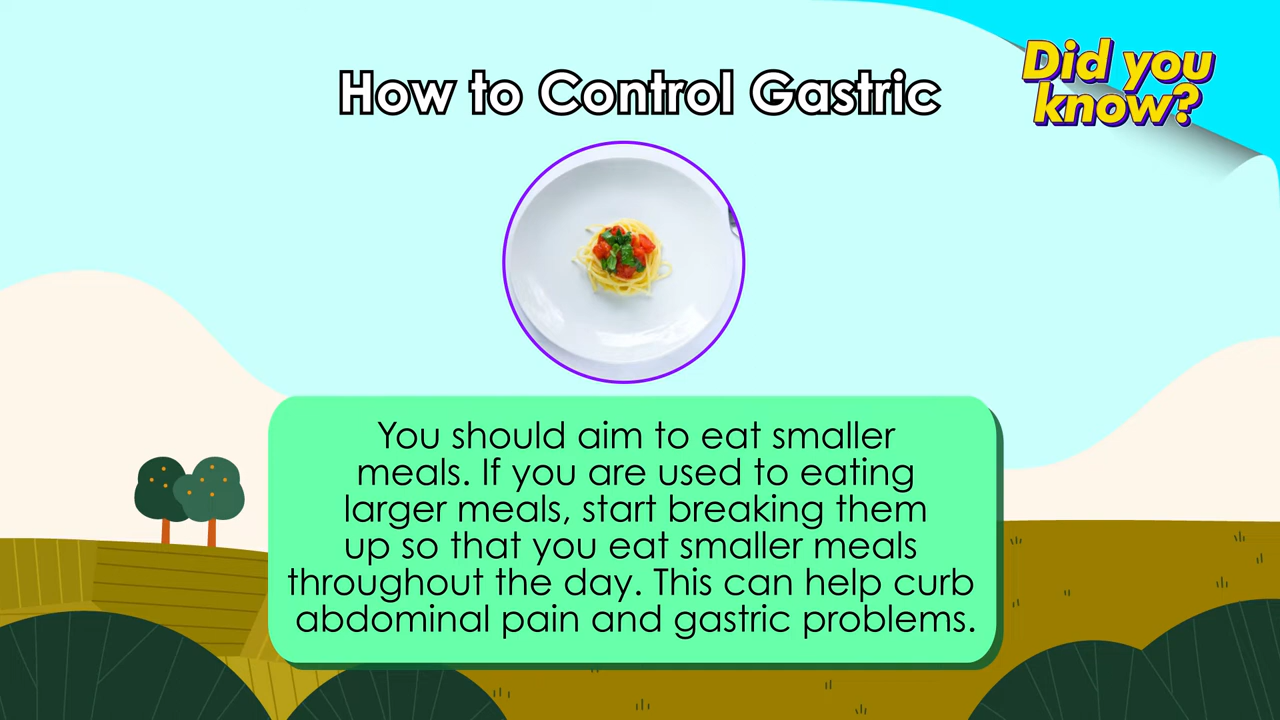 How to Control Gastric
Did you
know?
You should aim to eat smaller
meals. If you are used to eating
larger meals, start breaking them
up so that you eat smaller meals
throughout the day. This can help curb
abdominal pain and gastric problems.